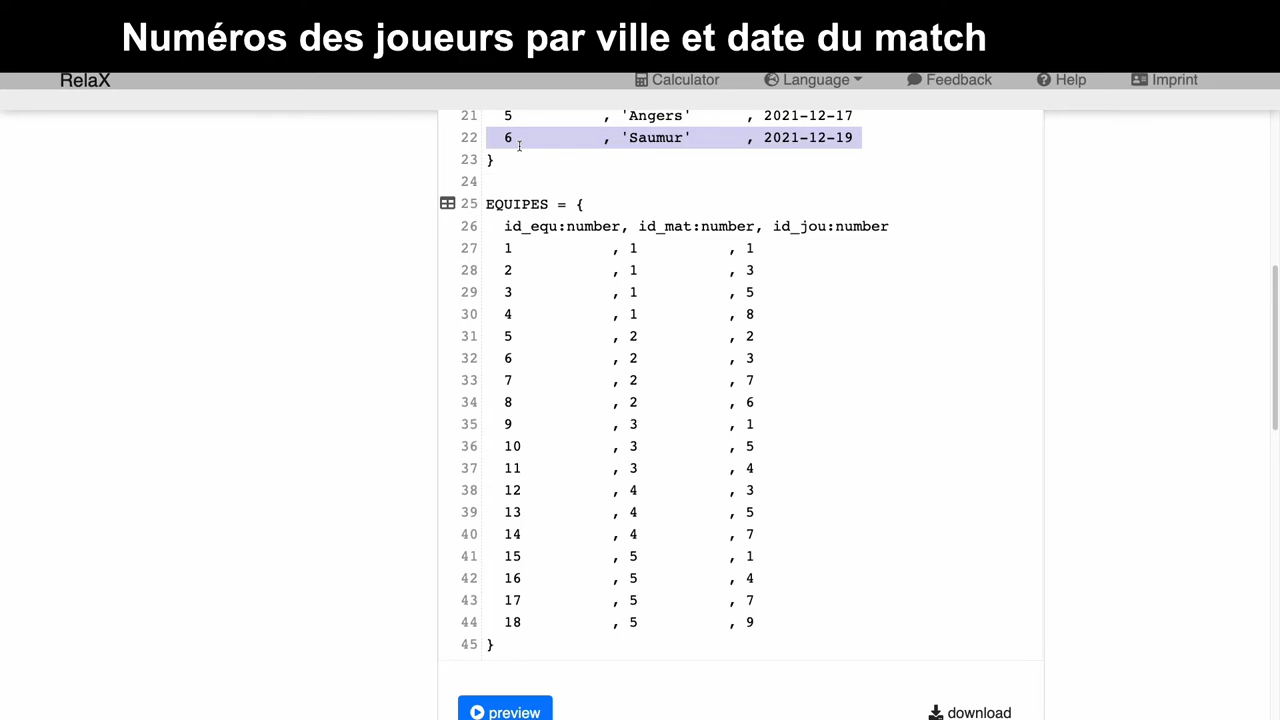 Numéros des joueurs par ville et date du match
RelaX Calculator Language Feedback Help Imprint
21 5 , 'Angers' , 2021-12-17
22 6 , 'Saumur' , 2021-12-19
23 }
24
25 EQUIPES = {
26 id_equ:number, id_mat:number, id_jou:number
27 1 , 1 , 1
28 2 , 1 , 3
29 3 , 1 , 5
30 4 , 1 , 8
31 5 , 2 , 2
32 6 , 2 , 3
33 7 , 2 , 7
34 8 , 2 , 6
35 9 , 3 , 1
36 10 , 3 , 5
37 11 , 3 , 4
38 12 , 4 , 3
39 13 , 4 , 5
40 14 , 4 , 7
41 15 , 5 , 1
42 16 , 5 , 4
43 17 , 5 , 7
44 18 , 5 , 9
45 }
preview download